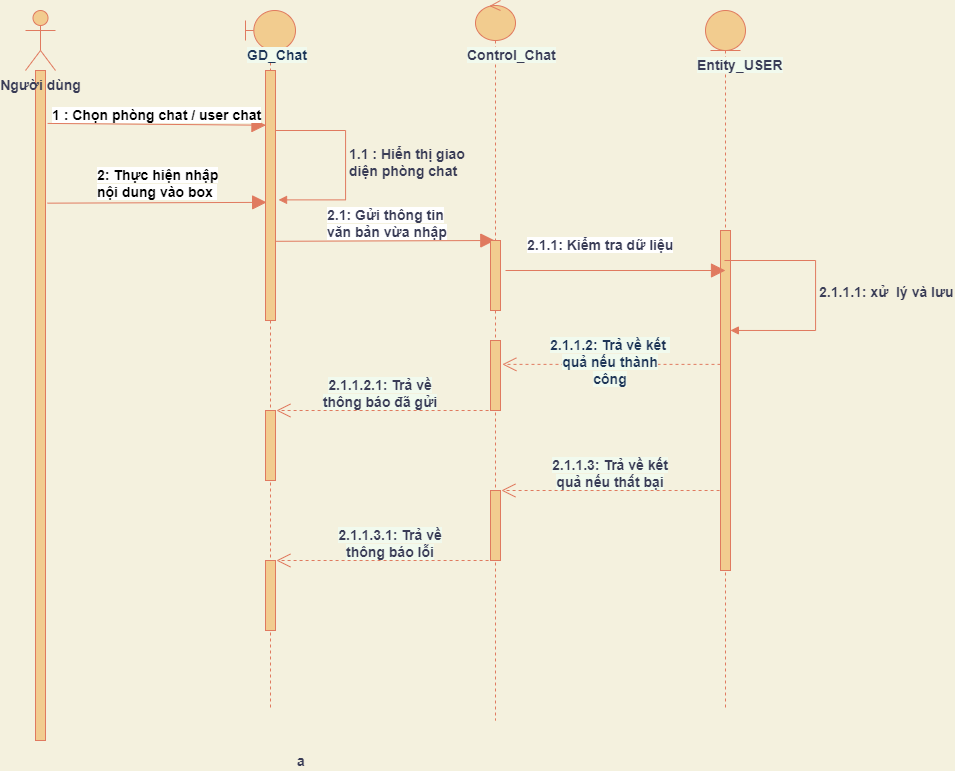 GD_Chat
Control_Chat
Entity_USER
Người dùng
1 : Chọn phòng chat / user chat
1.1 : Hiển thị giao
diện phòng chat
2: Thực hiện nhập
nội dung vào box
2.1: Gửi thông tin
văn bản vừa nhập
2.1.1: Kiểm tra dữ liệu
2.1.1.1: xử lý và lưu
2.1.1.2: Trả về kết
quả nếu thành
công
2.1.1.2.1: Trả về
thông báo đã gửi
2.1.1.3: Trả về kết
quả nếu thất bại
2.1.1.3.1: Trả về
thông báo lỗi
a